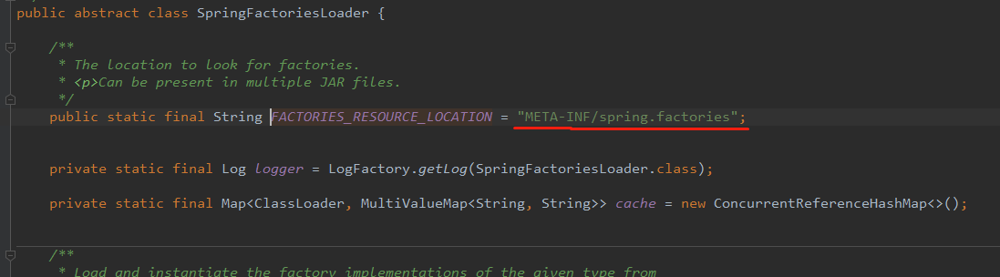 public abstract class SpringFactoriesLoader {
/**
* The location to look for factories.
* <p>Can be present in multiple JAR files.
*/
public static final String FACTORIES_RESOURCE_LOCATION = "META-INF/spring.factories";
private static final Log logger = LogFactory.getLog(SpringFactoriesLoader.class);
private static final Map<ClassLoader, MultiValueMap<String, String>> cache = new ConcurrentReferenceHashMap<>();
/**
* Load and instantiate the factory implementations of the given type from